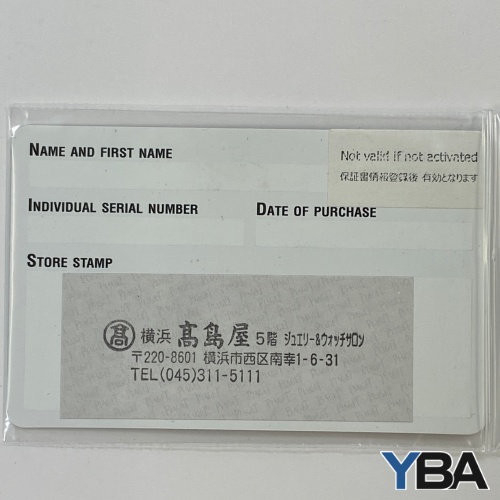 NAME AND FIRST NAME
Not valid if not activated
保証書情報登録後 有効となります
INDIVIDUAL SERIAL NUMBER
DATE OF PURCHASE
STORE STAMP
髙 横浜 髙島屋 5階 ジュエリー&ウォッチサロン
〒220-8601 横浜市西区南幸1-6-31
TEL(045)311-5111
YBA